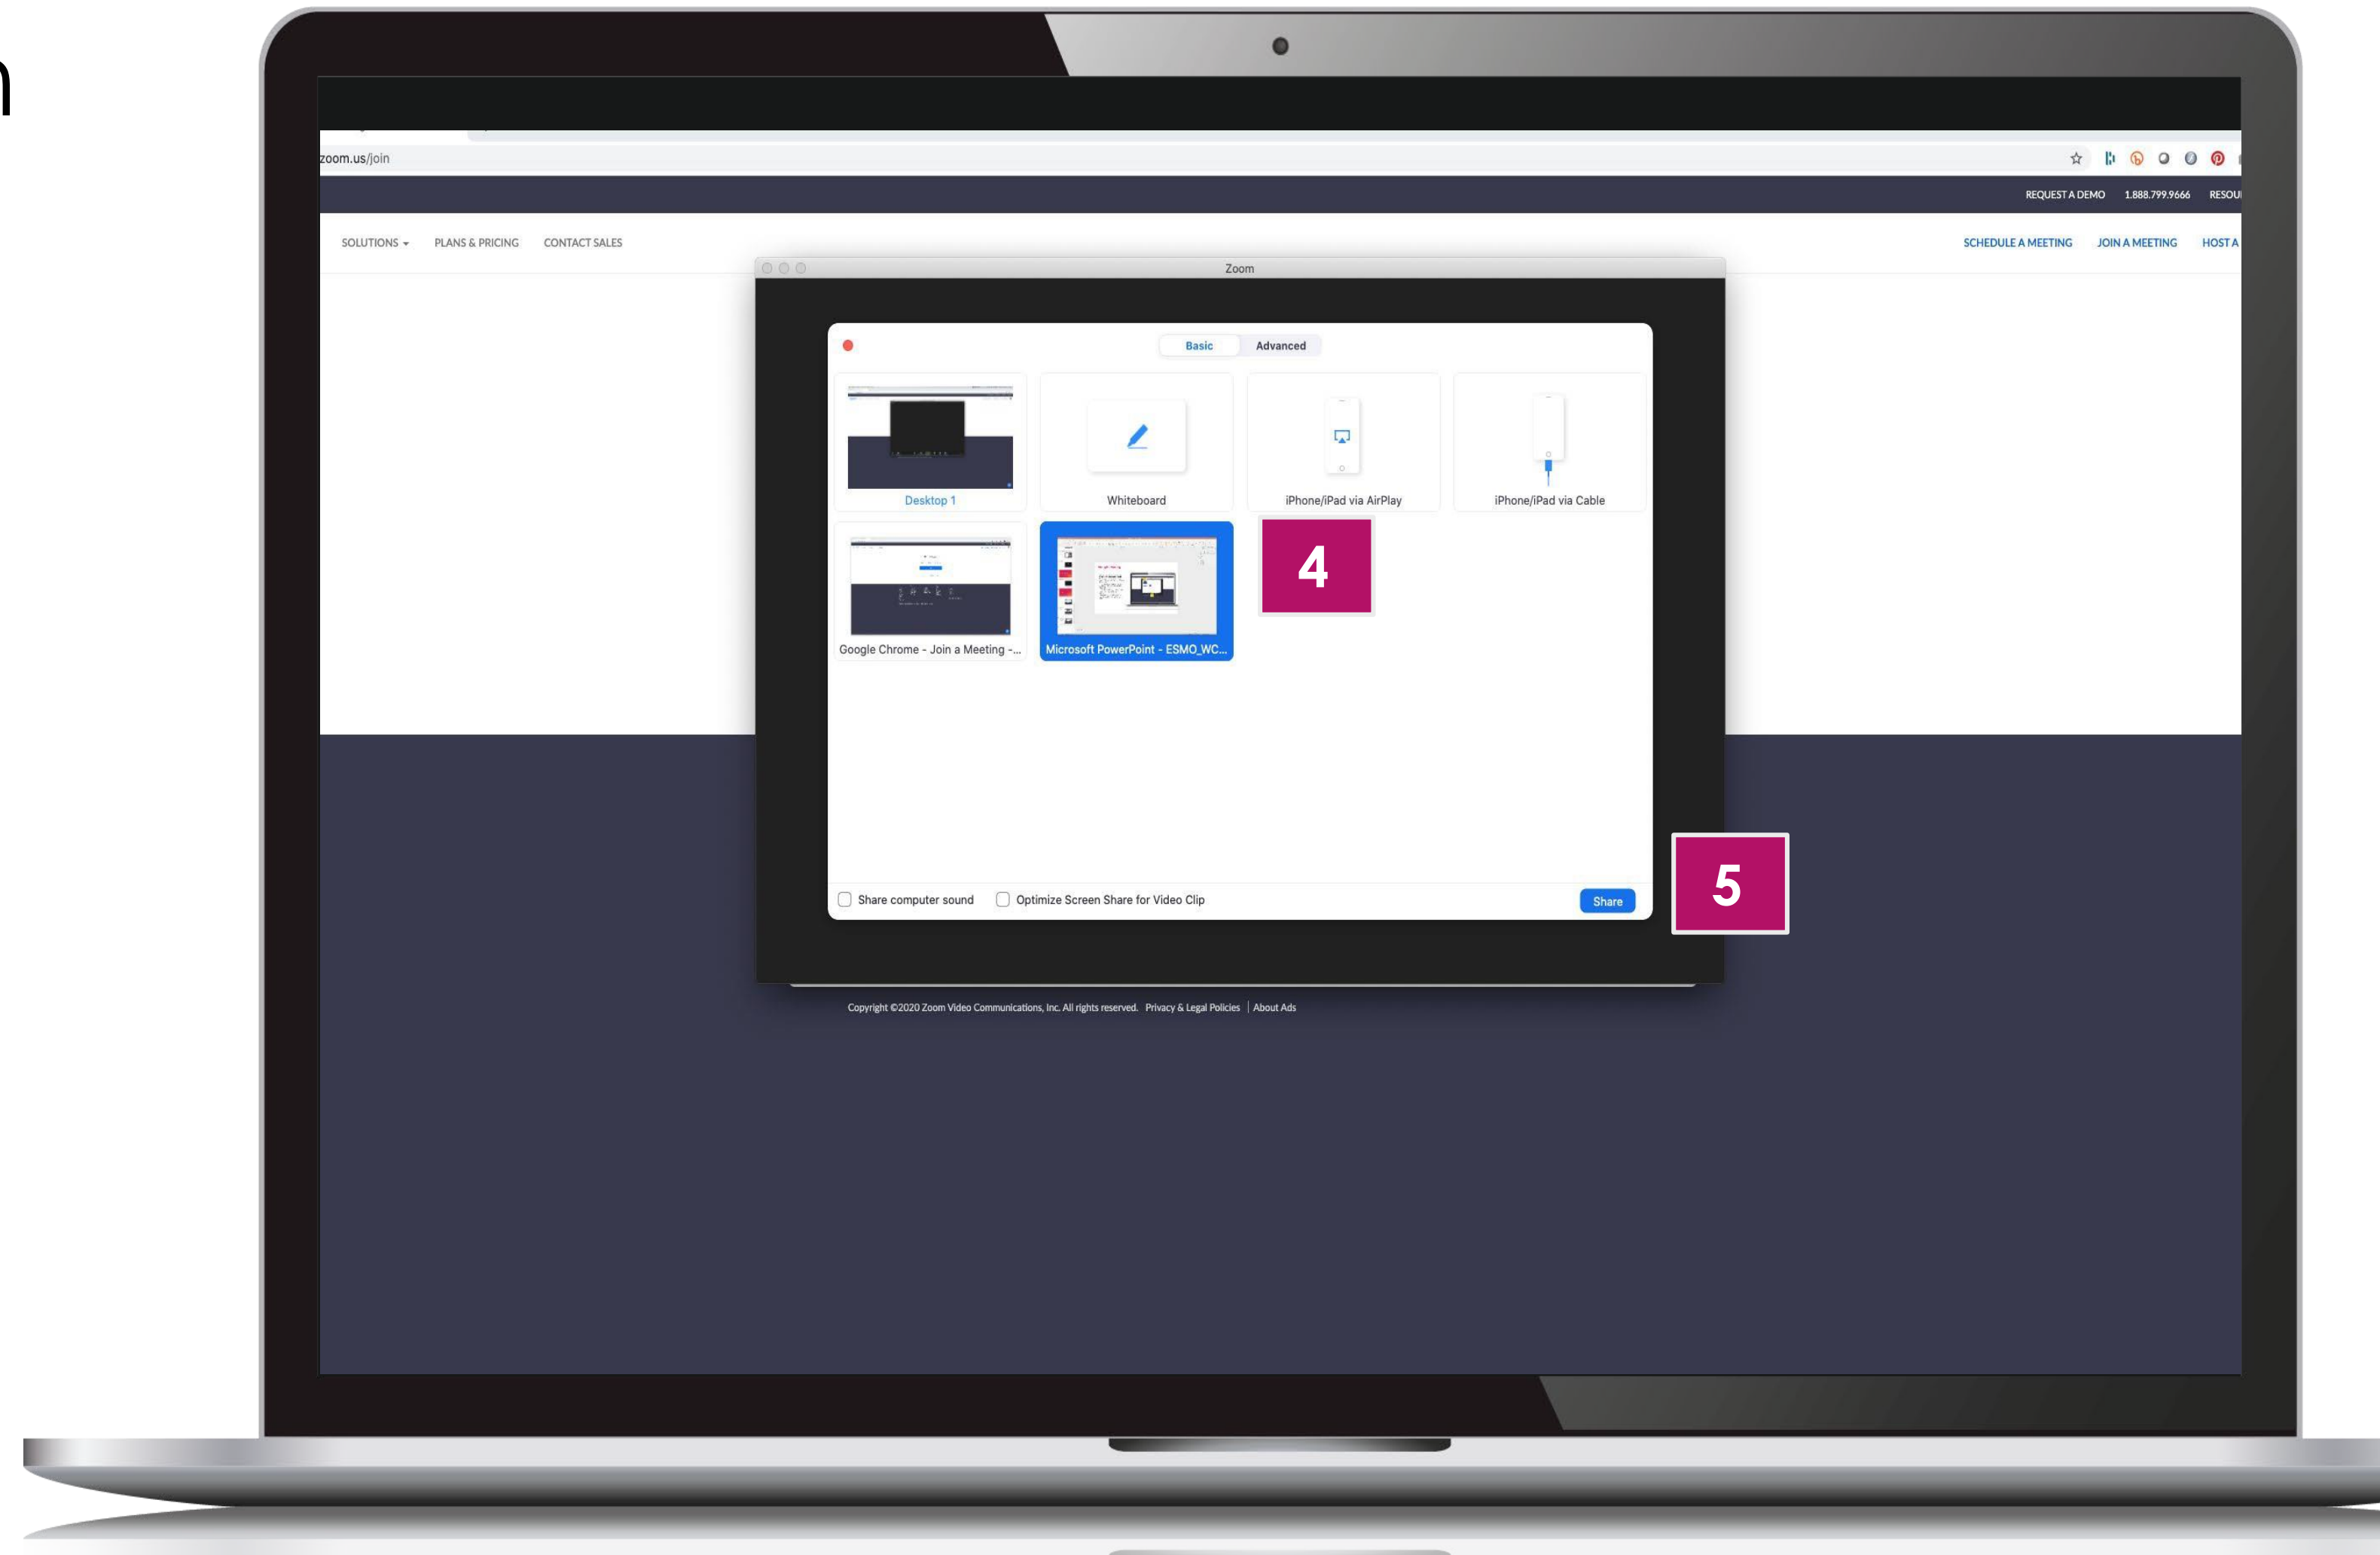 zoom.us/join
REQUEST A DEMO 1.888.799.9666 RESOU
SOLUTIONS PLANS & PRICING CONTACT SALES SCHEDULE A MEETING JOIN A MEETING HOST A
Zoom
Basic Advanced
Desktop 1 Whiteboard iPhone/iPad via AirPlay iPhone/iPad via Cable
4
Google Chrome - Join a Meeting -... Microsoft PowerPoint - ESMO_WC...
5
Share computer sound Optimize Screen Share for Video Clip Share
Copyright ©2020 Zoom Video Communications, Inc. All rights reserved. Privacy & Legal Policies | About Ads